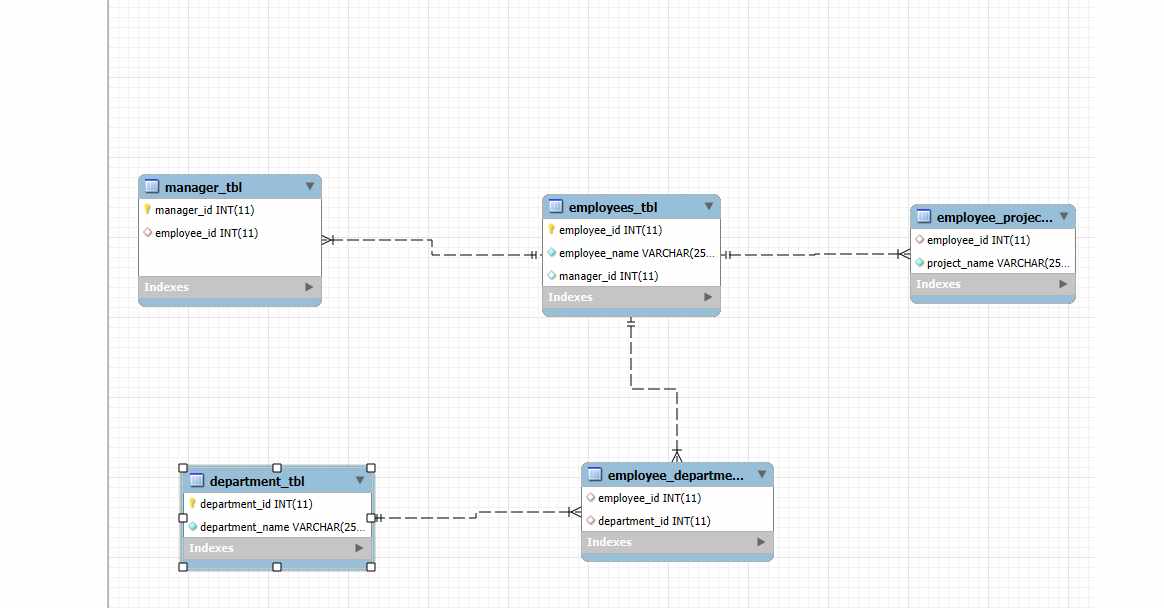 manager_tbl
manager_id INT(11)
employee_id INT(11)
Indexes
employees_tbl
employee_id INT(11)
employee_name VARCHAR(25...
manager_id INT(11)
Indexes
employee_projec...
employee_id INT(11)
project_name VARCHAR(25...
Indexes
department_tbl
department_id INT(11)
department_name VARCHAR(25...
Indexes
employee_departme...
employee_id INT(11)
department_id INT(11)
Indexes